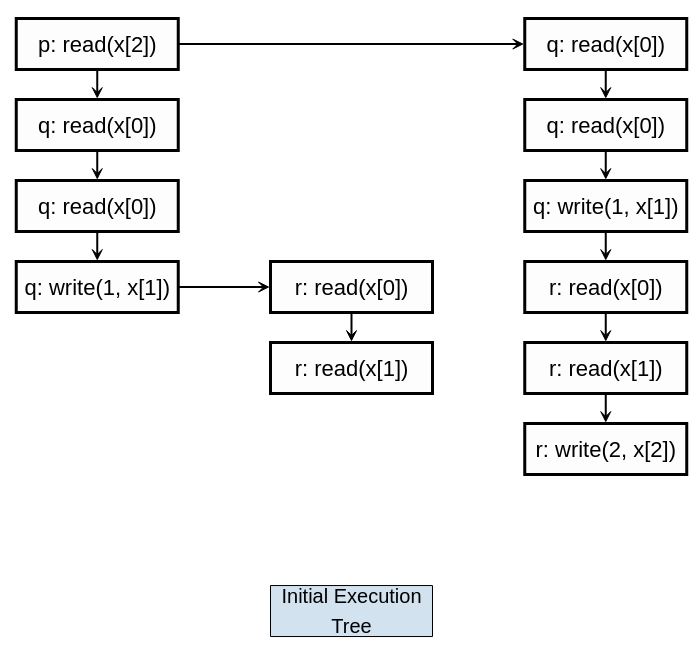 p: read(x[2])
q: read(x[0])
q: read(x[0])
q: read(x[0])
q: read(x[0])
q: write(1, x[1])
q: write(1, x[1])
r: read(x[0])
r: read(x[0])
r: read(x[1])
r: read(x[1])
r: write(2, x[2])
Initial Execution
Tree